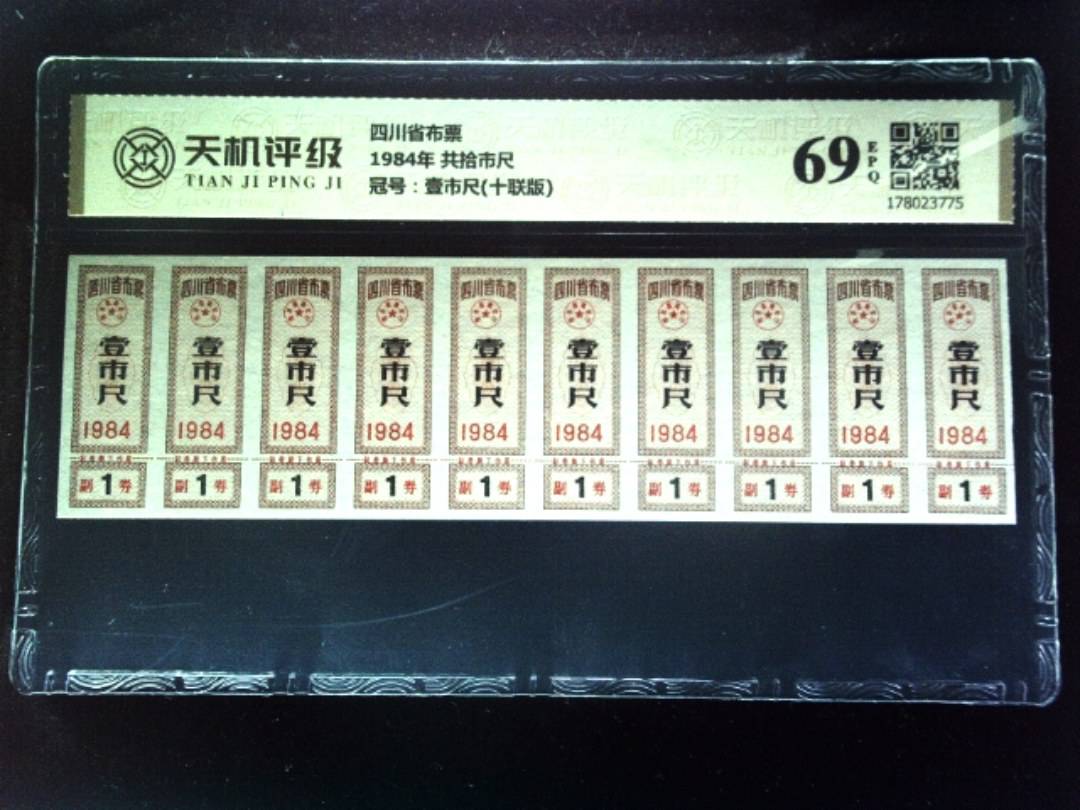 天机评级
TIAN JI PING JI
四川省布票
1984年 共拾市尺
冠号：壹市尺(十联版)
69
EPQ
178023775
四川省布票 四川省布票 四川省布票 四川省布票 四川省布票 四川省布票 四川省布票 四川省布票 四川省布票 四川省布票
壹市尺 壹市尺 壹市尺 壹市尺 壹市尺 壹市尺 壹市尺 壹市尺 壹市尺 壹市尺
1984 1984 1984 1984 1984 1984 1984 1984 1984 1984
副1券 副1券 副1券 副1券 副1券 副1券 副1券 副1券 副1券 副1券